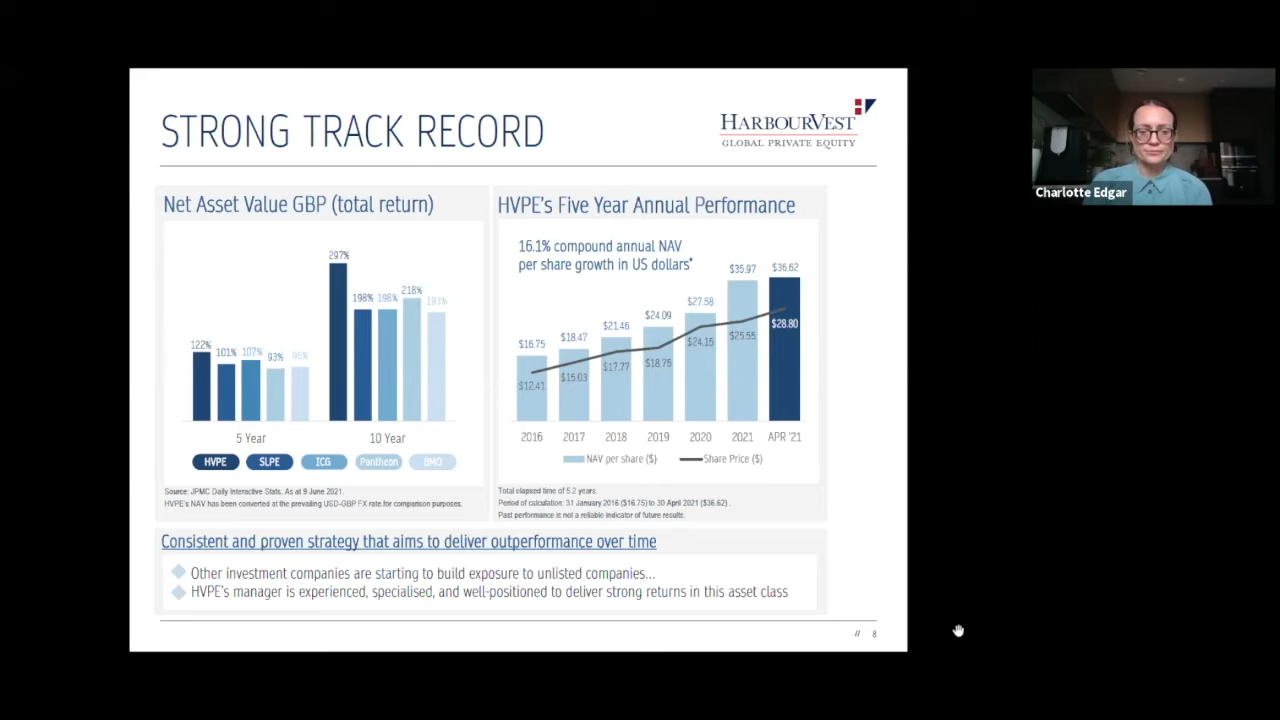 STRONG TRACK RECORD
HARBOURVEST
GLOBAL PRIVATE EQUITY
Charlotte Edgar
Net Asset Value GBP (total return)
122%
101%
107%
93%
96%
297%
198%
198%
218%
193%
5 Year
10 Year
HVPE
SLPE
ICG
Pantheon
BMO
Source: JPMC Daily Interactive Stats. As at 9 June 2021.
HVPE's NAV has been converted at the prevailing USD-GBP FX rate for comparison purposes.
HVPE's Five Year Annual Performance
16.1% compound annual NAV
per share growth in US dollars*
$16.75
$18.47
$21.46
$24.09
$27.58
$35.97
$36.62
$12.41
$15.03
$17.77
$18.75
$24.15
$25.55
$28.80
2016
2017
2018
2019
2020
2021
APR '21
NAV per share ($)
Share Price ($)
Total elapsed time of 5.2 years.
Period of calculation: 31 January 2016 ($16.75) to 30 April 2021 ($36.62) .
Past performance is not a reliable indicator of future results.
Consistent and proven strategy that aims to deliver outperformance over time
Other investment companies are starting to build exposure to unlisted companies...
HVPE's manager is experienced, specialised, and well-positioned to deliver strong returns in this asset class
// 8